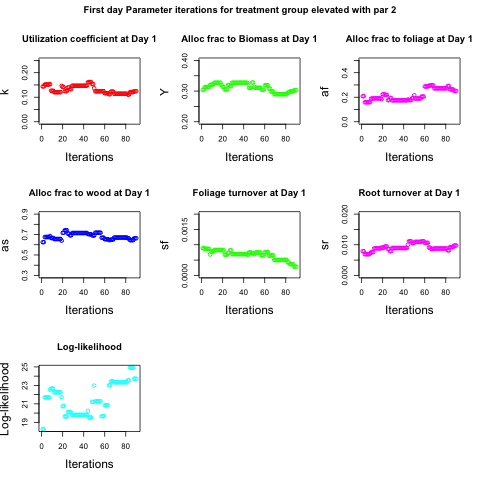 First day Parameter iterations for treatment group elevated with par 2
Utilization coefficient at Day 1
Alloc frac to Biomass at Day 1
Alloc frac to foliage at Day 1
k
0.00
0.10
0.20
0 20 40 60 80
Iterations
Y
0.20
0.30
0.40
0 20 40 60 80
Iterations
af
0.0
0.2
0.4
0 20 40 60 80
Iterations
Alloc frac to wood at Day 1
Foliage turnover at Day 1
Root turnover at Day 1
as
0.3
0.5
0.7
0.9
0 20 40 60 80
Iterations
sf
0.0000
0.0015
0 20 40 60 80
Iterations
sr
0.000
0.010
0.020
0 20 40 60 80
Iterations
Log-likelihood
Log-likelihood
19
21
23
25
0 20 40 60 80
Iterations